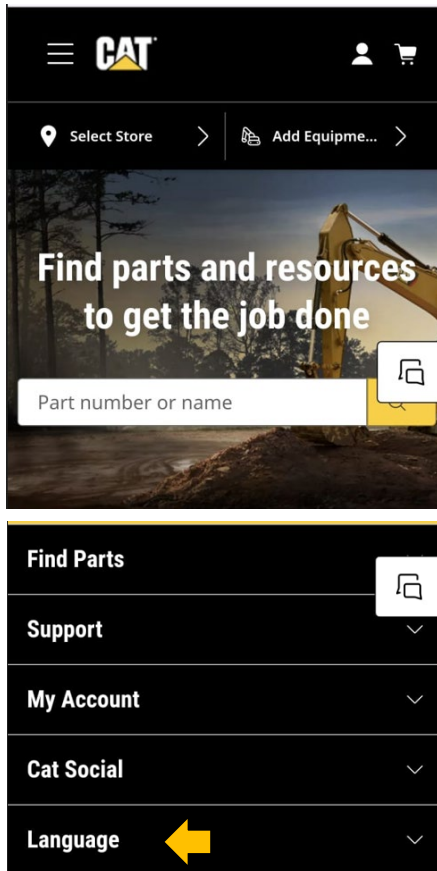 CAT
Select Store
Add Equipme...
Find parts and resources
to get the job done
Part number or name
Find Parts
Support
My Account
Cat Social
Language